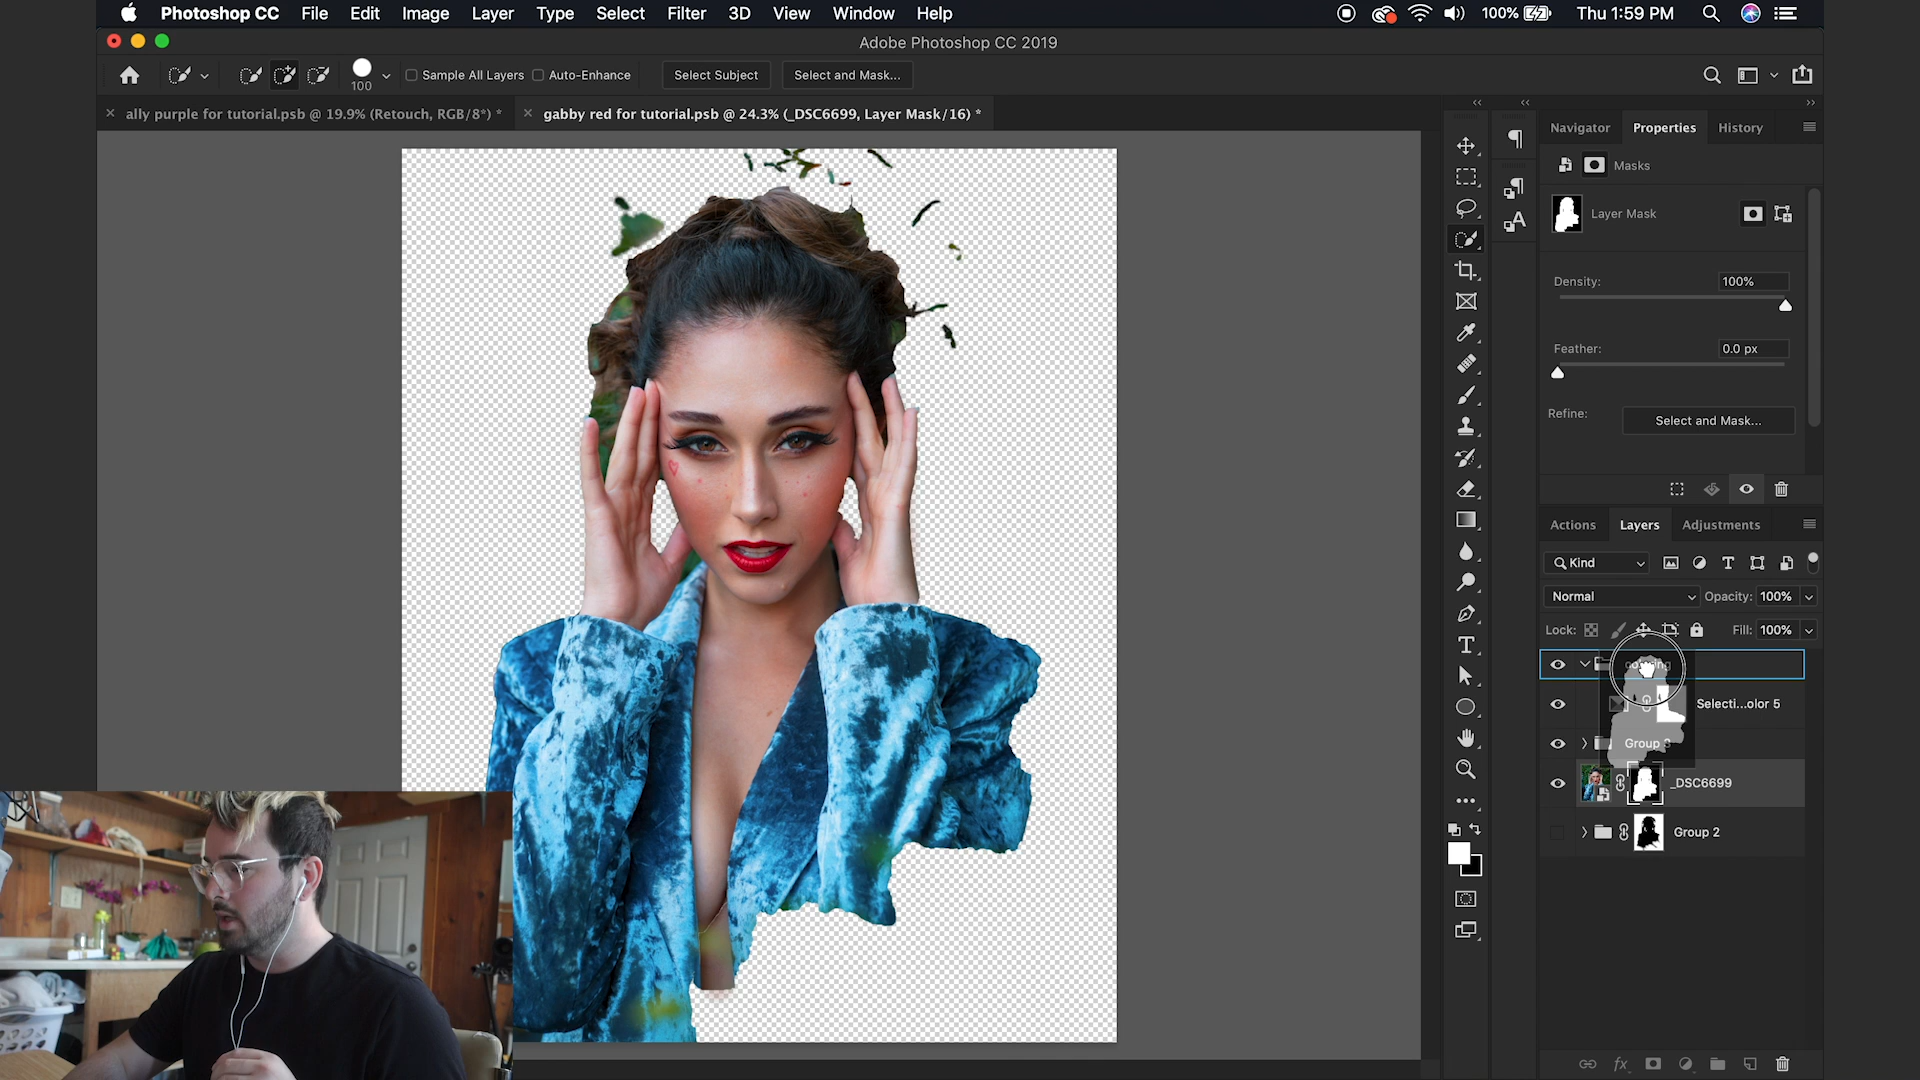 Photoshop CC File Edit Image Layer Type Select Filter 3D View Window Help 100% Thu 1:59 PM
Adobe Photoshop CC 2019
100 Sample All Layers Auto-Enhance Select Subject Select and Mask...
ally purple for tutorial.psb @ 19.9% (Retouch, RGB/8*) * gabby red for tutorial.psb @ 24.3% (_DSC6699, Layer Mask/16) *
Navigator Properties History
Masks
Layer Mask
Density: 100%
Feather: 0.0 px
Refine: Select and Mask...
Actions Layers Adjustments
Kind
Normal Opacity: 100%
Lock: Fill: 100%
Selecti...olor 5
Group
_DSC6699
Group 2